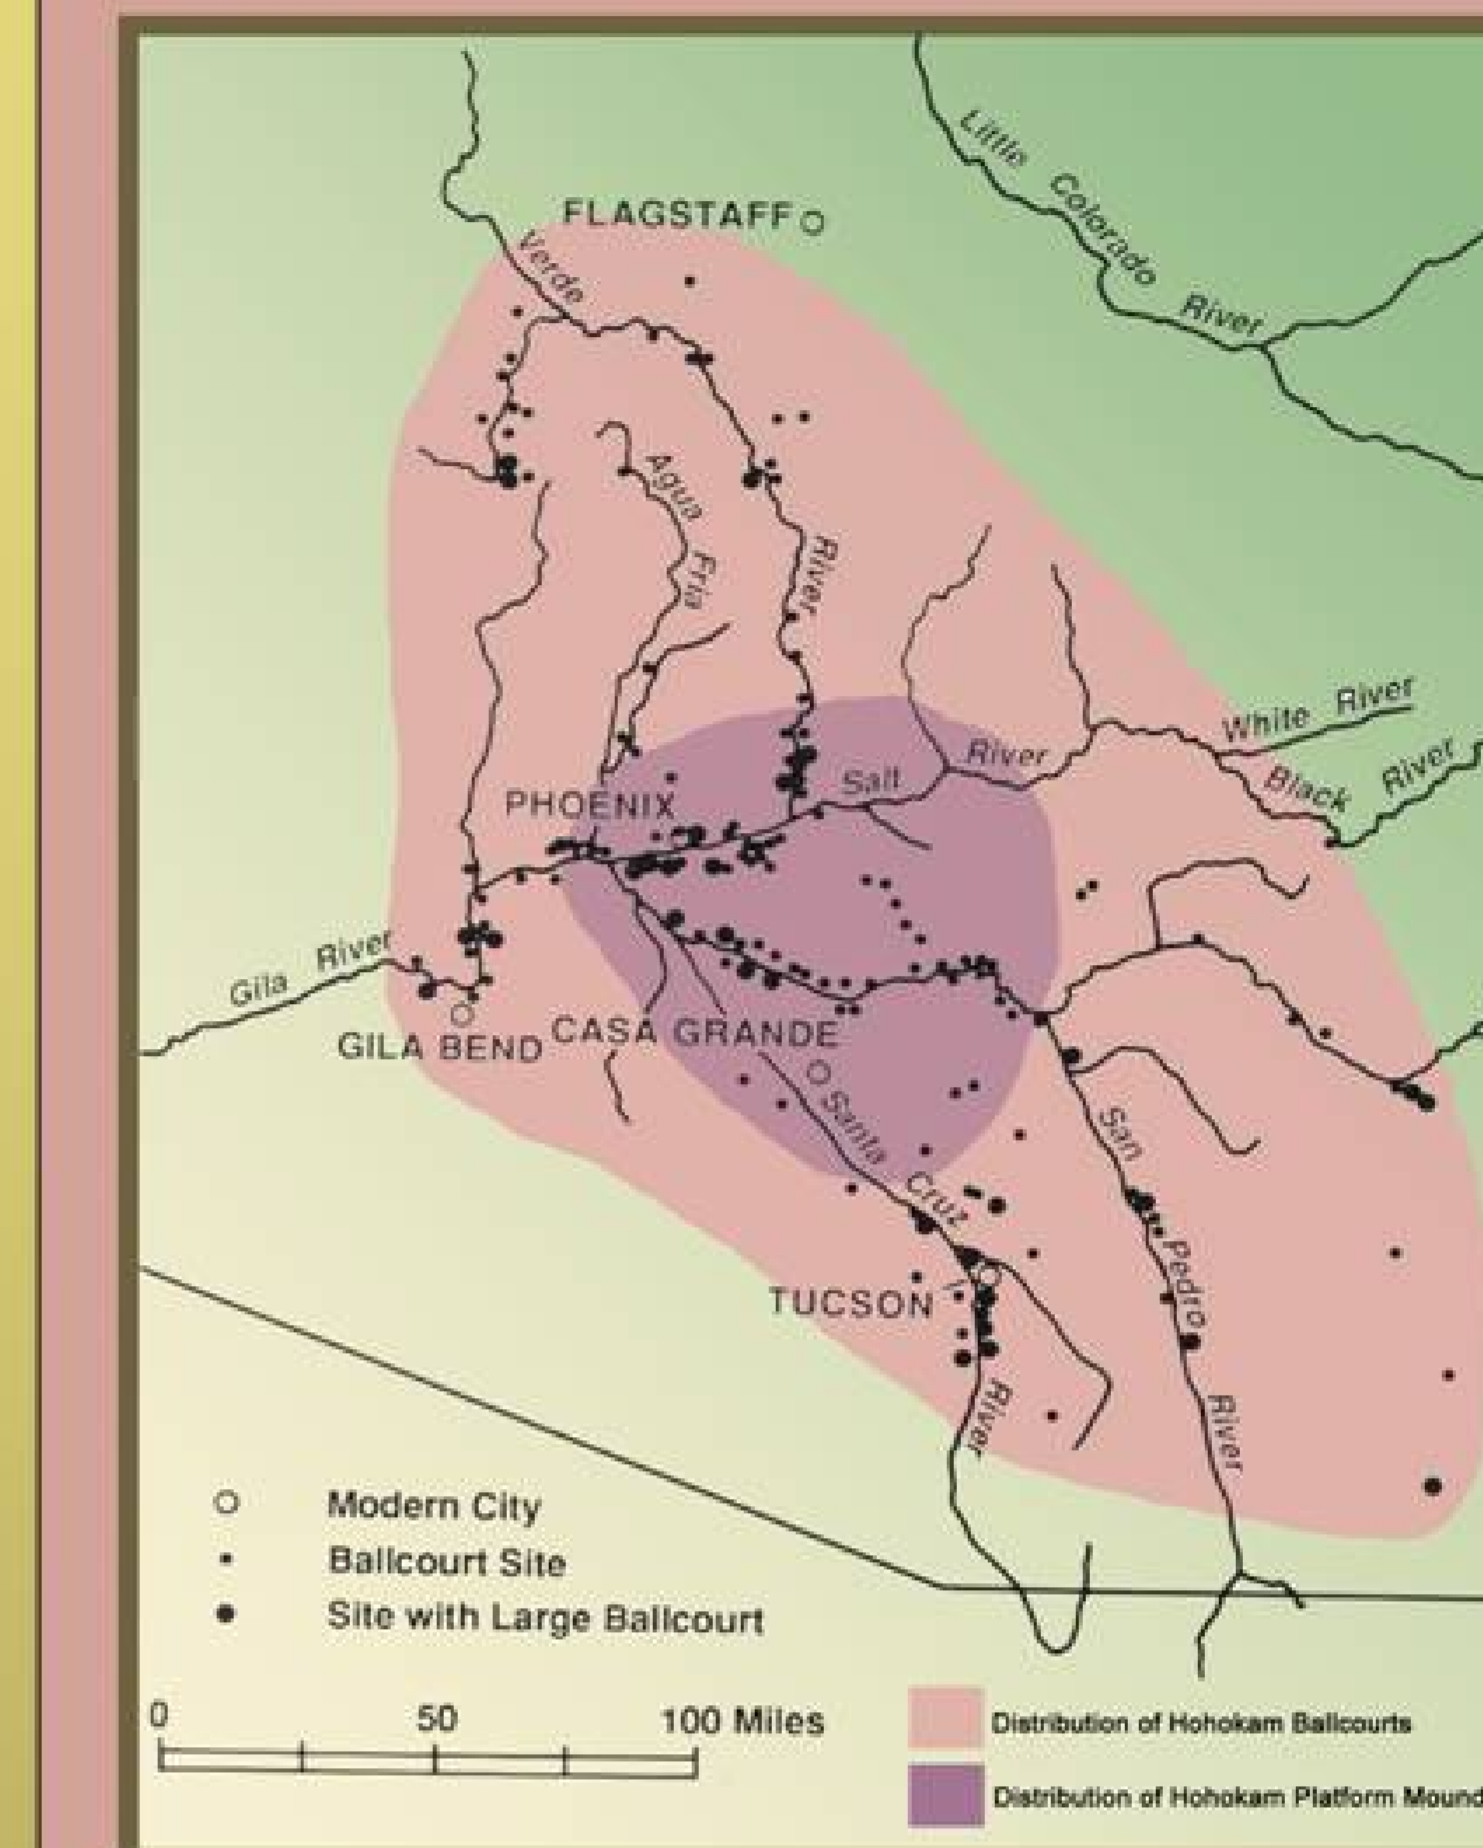 Little Colorado River
FLAGSTAFF
Verde River
Agua Fria
White River
Black River
Salt River
PHOENIX
Gila River
GILA BEND
CASA GRANDE
Santa Cruz River
San Pedro River
TUCSON
Modern City
Ballcourt Site
Site with Large Ballcourt
0 50 100 Miles
Distribution of Hohokam Ballcourts
Distribution of Hohokam Platform Mound